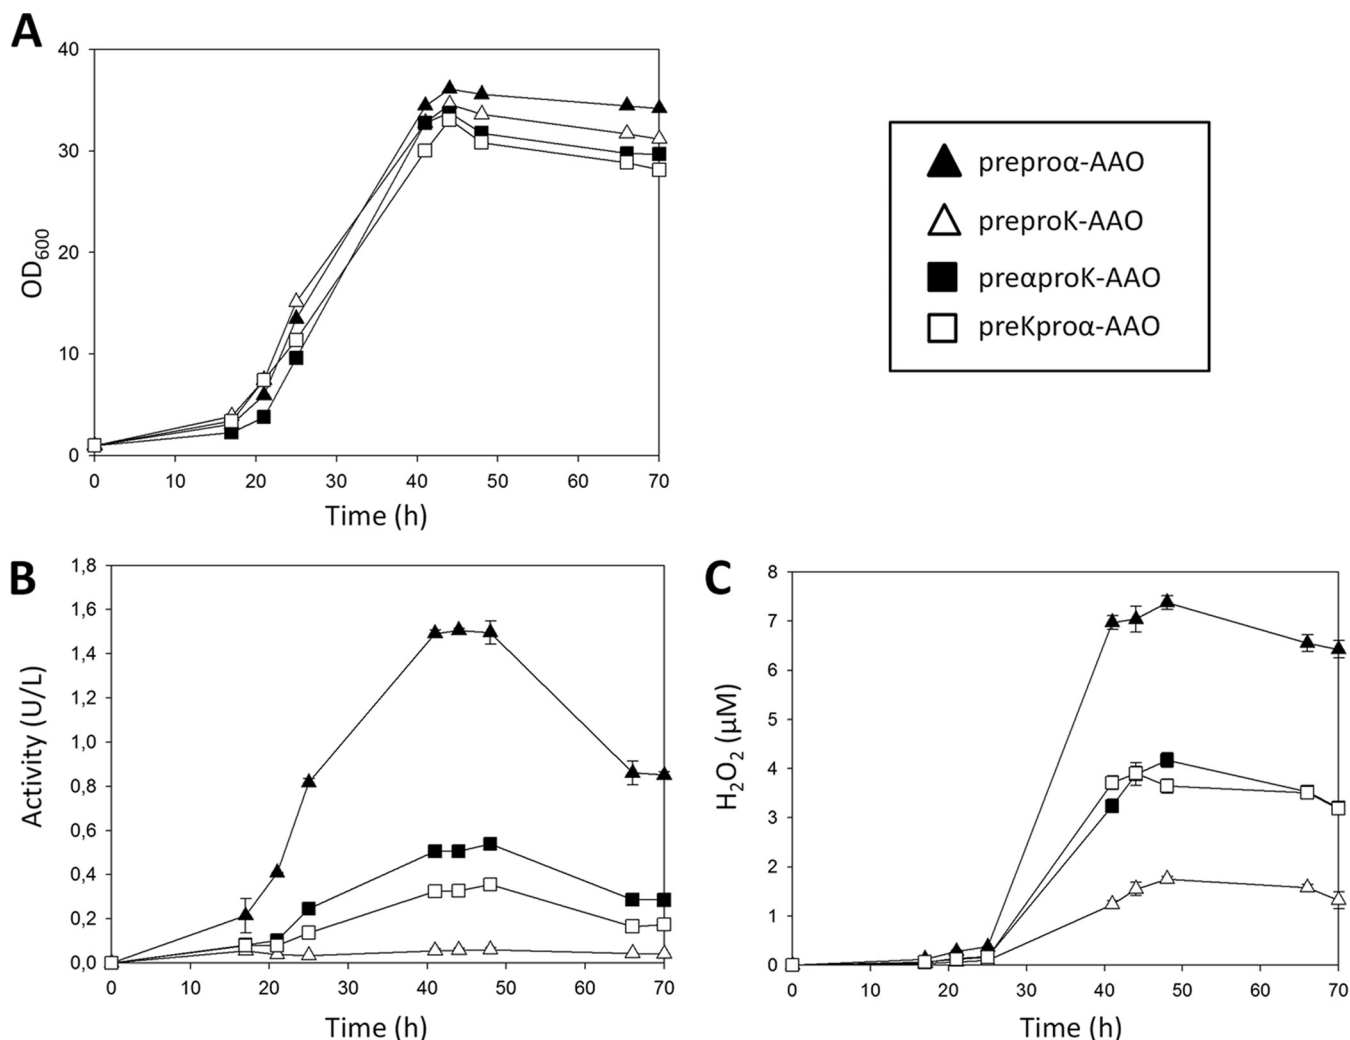 A
40
30
20
10
0
OD600
0 10 20 30 40 50 60 70
Time (h)
preproα-AAO
preproK-AAO
preαproK-AAO
preKproα-AAO
B
1,8
1,6
1,4
1,2
1,0
0,8
0,6
0,4
0,2
0,0
Activity (U/L)
0 10 20 30 40 50 60 70
Time (h)
C
8
7
6
5
4
3
2
1
0
H2O2 (µM)
0 10 20 30 40 50 60 70
Time (h)